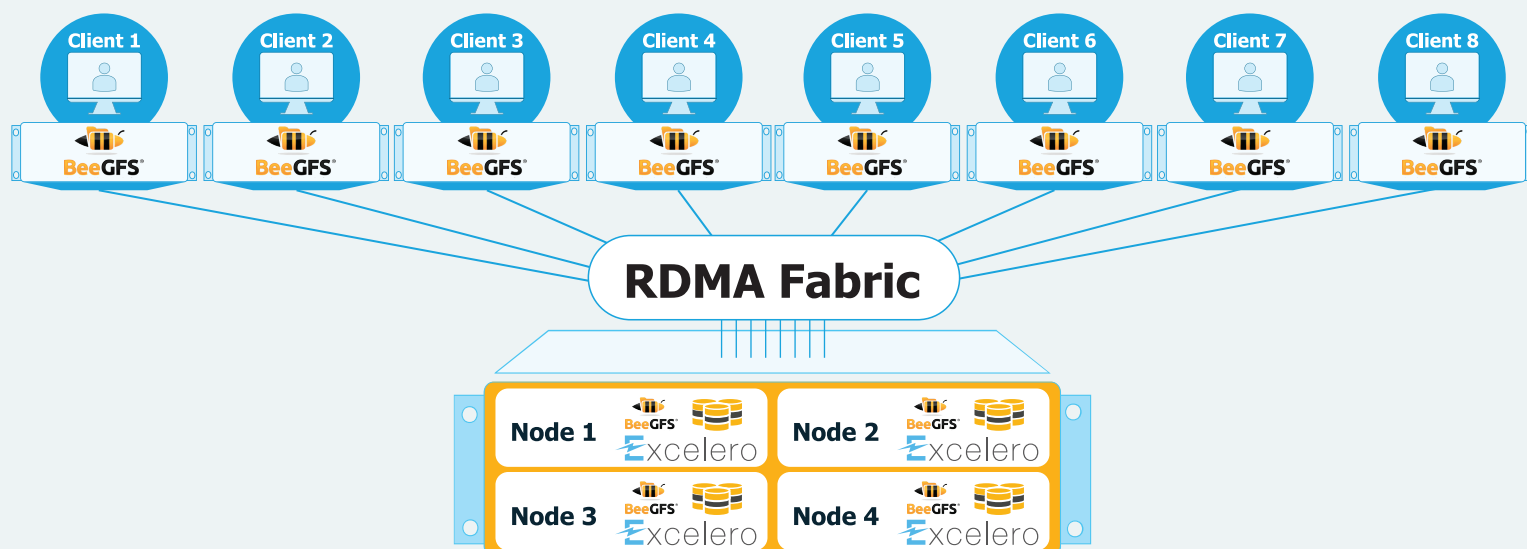 Client 1 Client 2 Client 3 Client 4 Client 5 Client 6 Client 7 Client 8
BeeGFS® BeeGFS® BeeGFS® BeeGFS® BeeGFS® BeeGFS® BeeGFS® BeeGFS®
RDMA Fabric
Node 1 BeeGFS® Excelero
Node 2 BeeGFS® Excelero
Node 3 BeeGFS® Excelero
Node 4 BeeGFS® Excelero